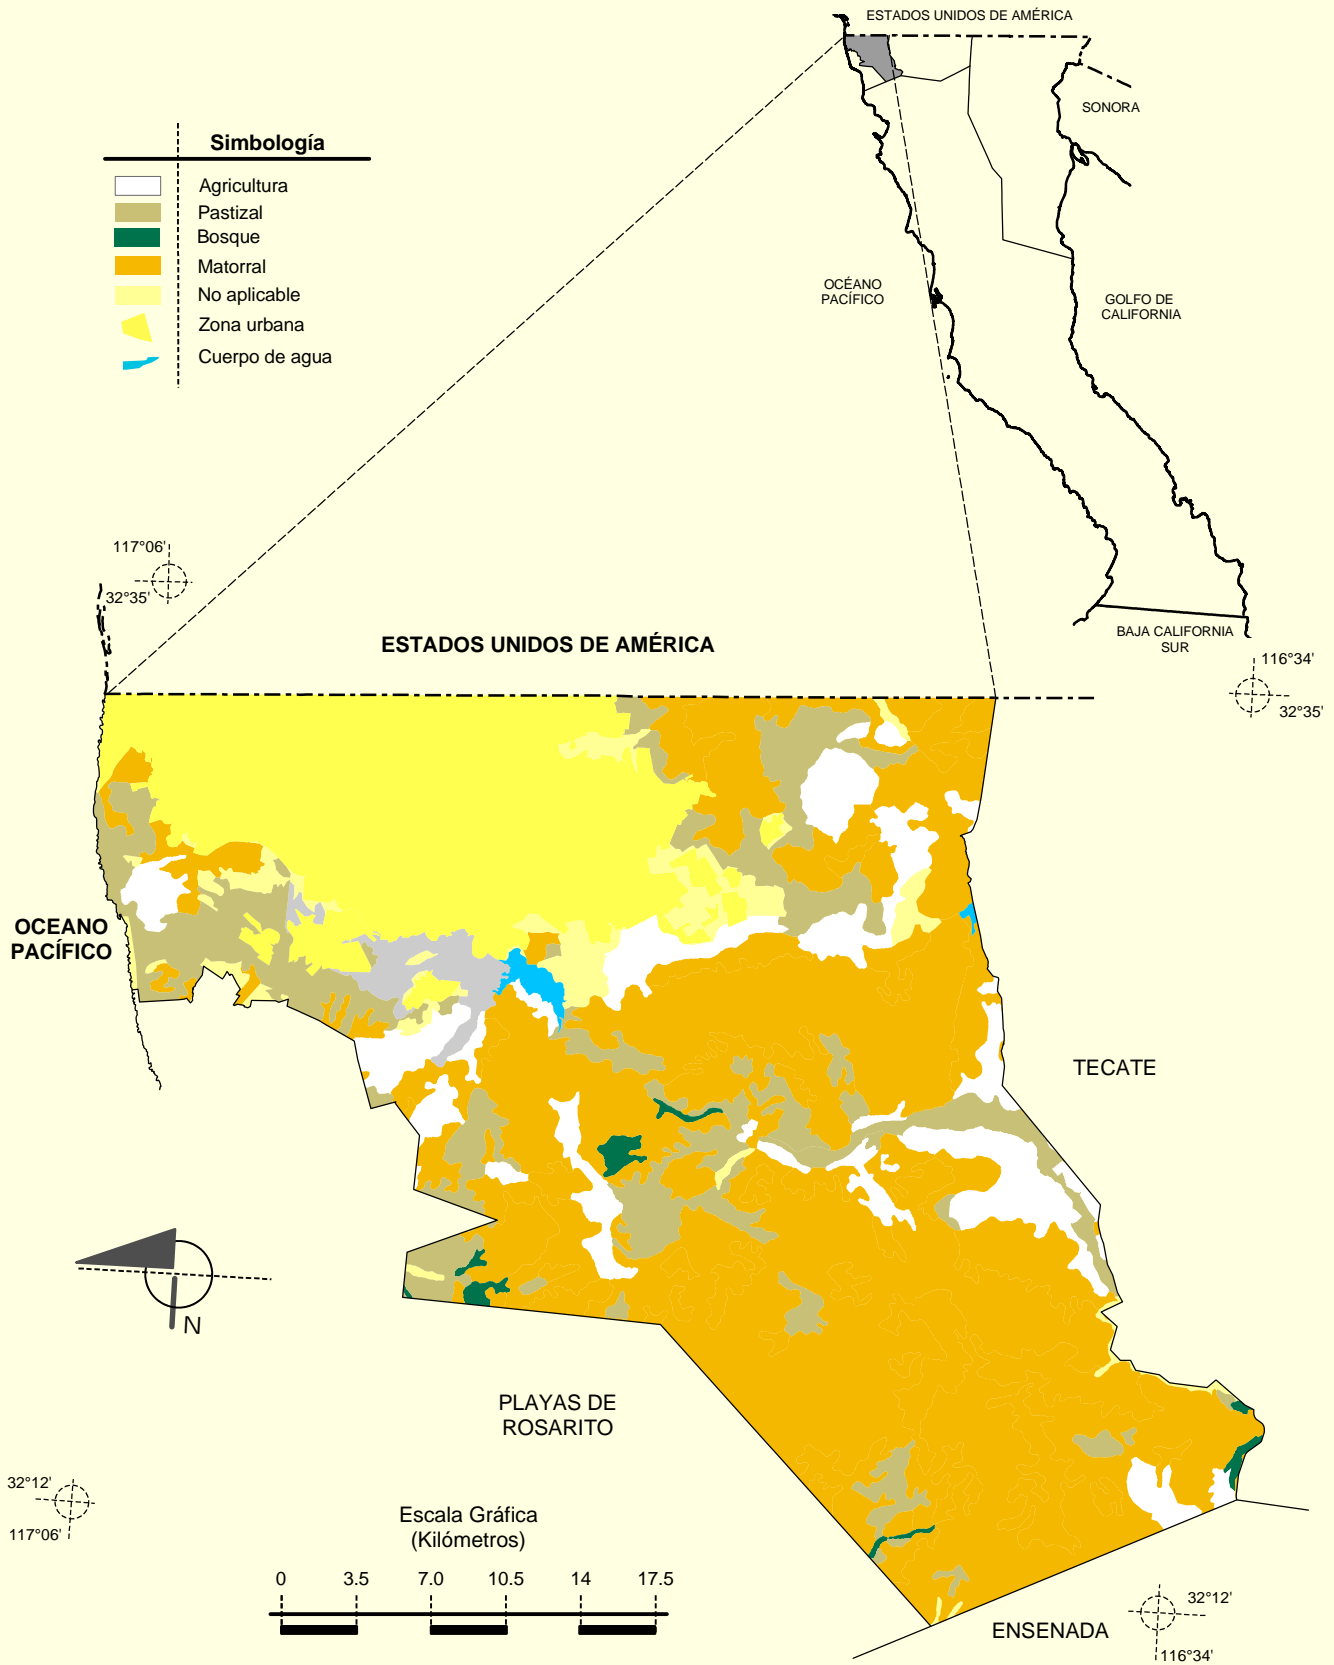 ESTADOS UNIDOS DE AMÉRICA
SONORA
OCÉANO
PACÍFICO
GOLFO DE
CALIFORNIA
BAJA CALIFORNIA
SUR
Simbología
Agricultura
Pastizal
Bosque
Matorral
No aplicable
Zona urbana
Cuerpo de agua
117°06'
32°35'
ESTADOS UNIDOS DE AMÉRICA
116°34'
32°35'
OCEANO
PACÍFICO
TECATE
N
PLAYAS DE
ROSARITO
32°12'
117°06'
Escala Gráfica
(Kilómetros)
0 3.5 7.0 10.5 14 17.5
ENSENADA
32°12'
116°34'